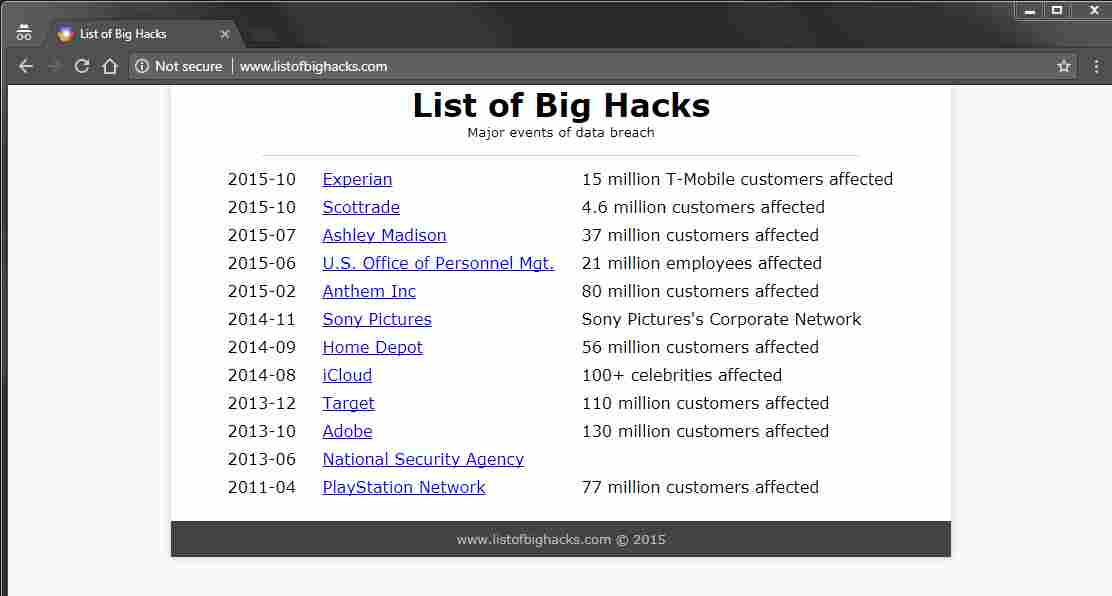 List of Big Hacks
Not secure www.listofbighacks.com
List of Big Hacks
Major events of data breach
2015-10 Experian 15 million T-Mobile customers affected
2015-10 Scottrade 4.6 million customers affected
2015-07 Ashley Madison 37 million customers affected
2015-06 U.S. Office of Personnel Mgt. 21 million employees affected
2015-02 Anthem Inc 80 million customers affected
2014-11 Sony Pictures Sony Pictures's Corporate Network
2014-09 Home Depot 56 million customers affected
2014-08 iCloud 100+ celebrities affected
2013-12 Target 110 million customers affected
2013-10 Adobe 130 million customers affected
2013-06 National Security Agency
2011-04 PlayStation Network 77 million customers affected
www.listofbighacks.com © 2015